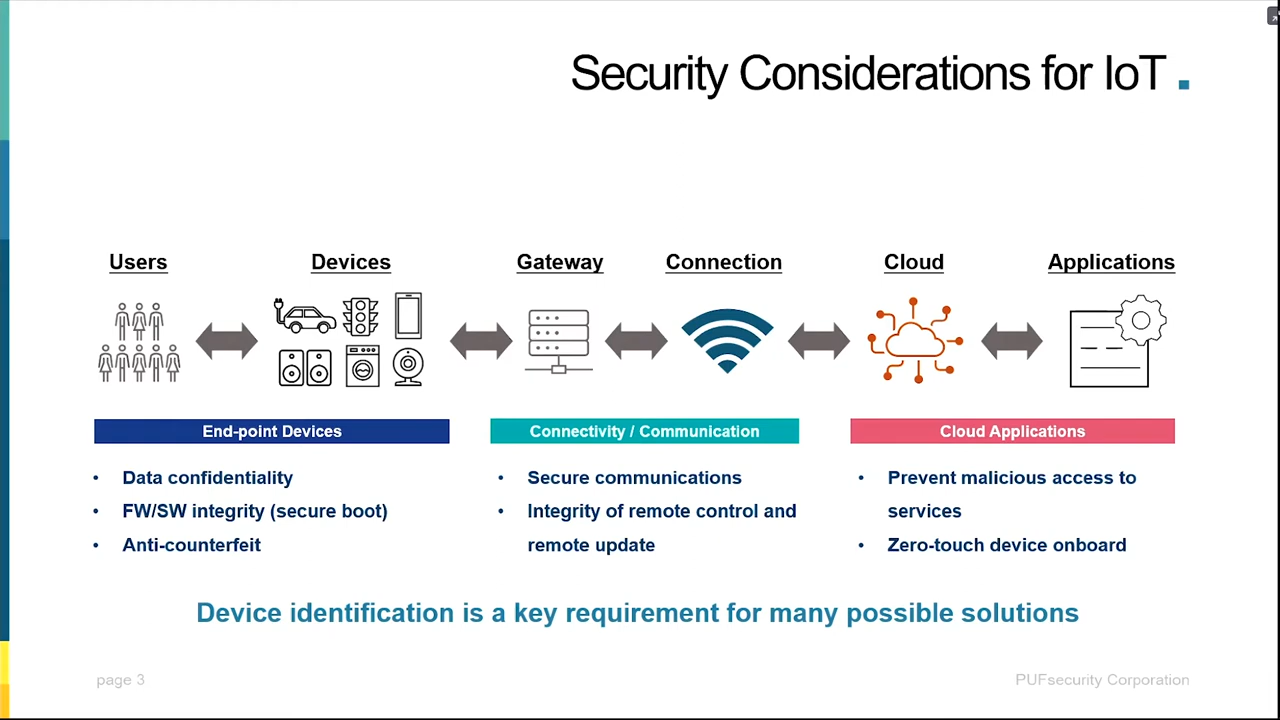 Security Considerations for IoT .
Users
Devices
Gateway
Connection
Cloud
Applications
End-point Devices
• Data confidentiality
• FW/SW integrity (secure boot)
• Anti-counterfeit
Connectivity / Communication
• Secure communications
• Integrity of remote control and
remote update
Cloud Applications
• Prevent malicious access to
services
• Zero-touch device onboard
Device identification is a key requirement for many possible solutions
page 3
PUFsecurity Corporation